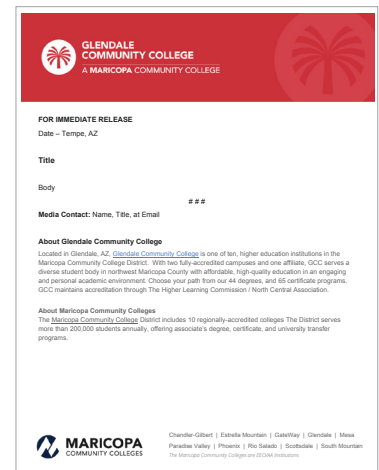 GLENDALE
COMMUNITY COLLEGE
A MARICOPA COMMUNITY COLLEGE
FOR IMMEDIATE RELEASE
Date – Tempe, AZ
Title
Body
# # #
Media Contact: Name, Title, at Email
About Glendale Community College
Located in Glendale, AZ, Glendale Community College is one of ten, higher education institutions in the
Maricopa Community College District. With two fully-accredited campuses and one affiliate, GCC serves a
diverse student body in northwest Maricopa County with affordable, high-quality education in an engaging
and personal academic environment. Choose your path from our 44 degrees, and 65 certificate programs.
GCC maintains accreditation through The Higher Learning Commission / North Central Association.
About Maricopa Community Colleges
The Maricopa Community College District includes 10 regionally-accredited colleges The District serves
more than 200,000 students annually, offering associate's degree, certificate, and university transfer
programs.
MARICOPA
COMMUNITY COLLEGES
Chandler-Gilbert | Estrella Mountain | GateWay | Glendale | Mesa
Paradise Valley | Phoenix | Rio Salado | Scottsdale | South Mountain
The Maricopa Community Colleges are EEO/AA Institutions